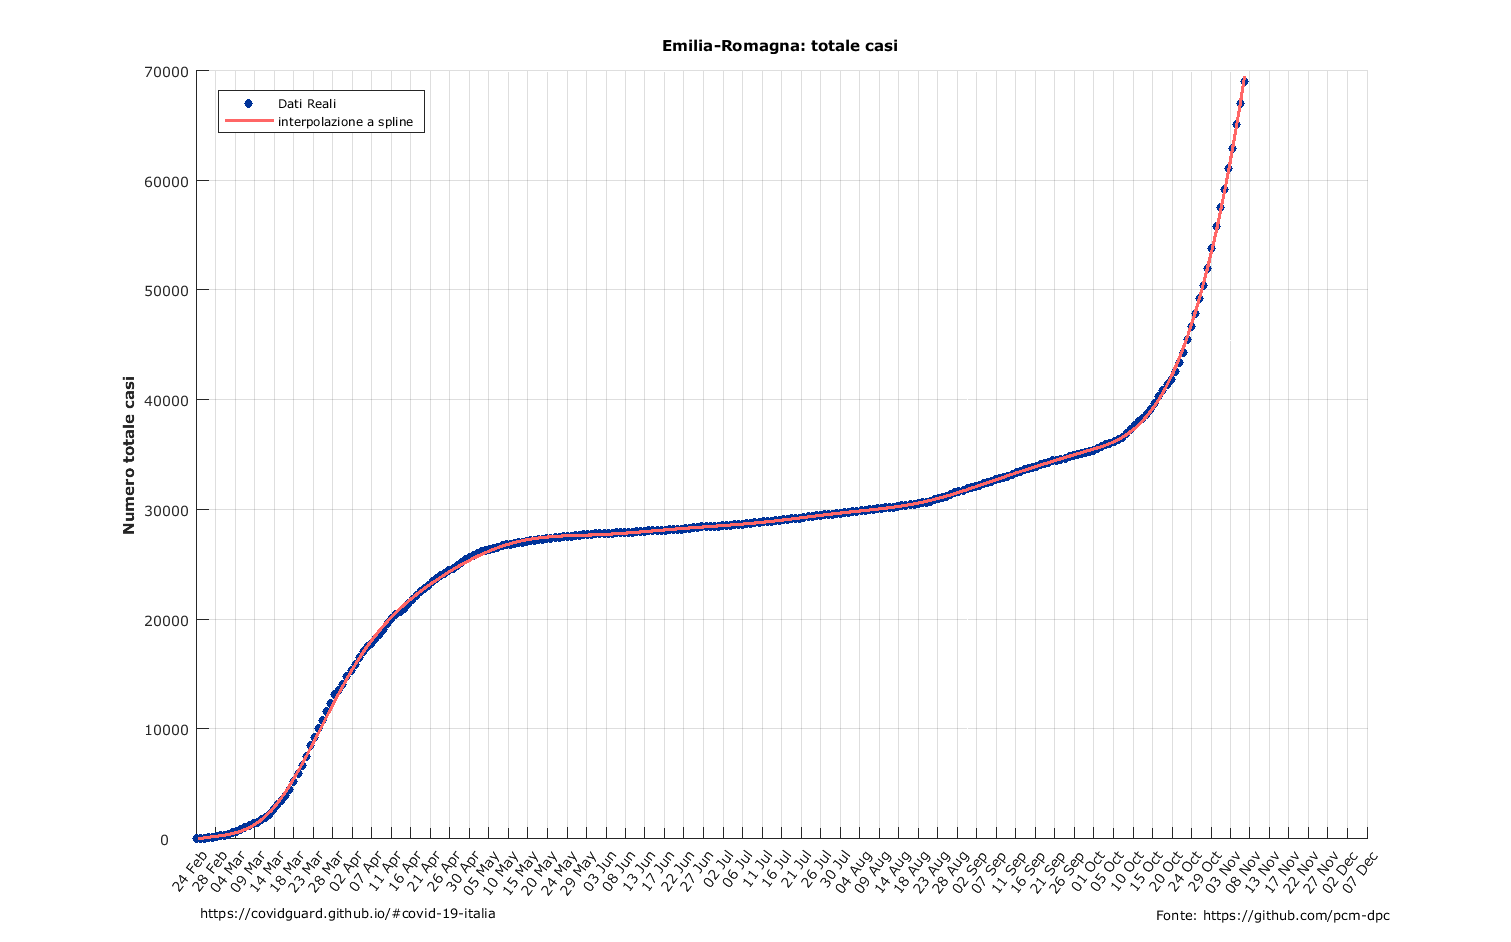 Emilia-Romagna: totale casi
Dati Reali
interpolazione a spline
Numero totale casi
70000
60000
50000
40000
30000
20000
10000
0
24 Feb
28 Feb
04 Mar
09 Mar
14 Mar
18 Mar
23 Mar
28 Mar
02 Apr
07 Apr
11 Apr
16 Apr
21 Apr
26 Apr
30 Apr
05 May
10 May
15 May
20 May
24 May
29 May
03 Jun
08 Jun
13 Jun
17 Jun
22 Jun
27 Jun
02 Jul
06 Jul
11 Jul
16 Jul
21 Jul
26 Jul
30 Jul
04 Aug
09 Aug
14 Aug
18 Aug
23 Aug
28 Aug
02 Sep
07 Sep
11 Sep
16 Sep
21 Sep
26 Sep
01 Oct
05 Oct
10 Oct
15 Oct
20 Oct
24 Oct
29 Oct
03 Nov
08 Nov
13 Nov
17 Nov
22 Nov
27 Nov
02 Dec
07 Dec
https://covidguard.github.io/#covid-19-italia
Fonte: https://github.com/pcm-dpc